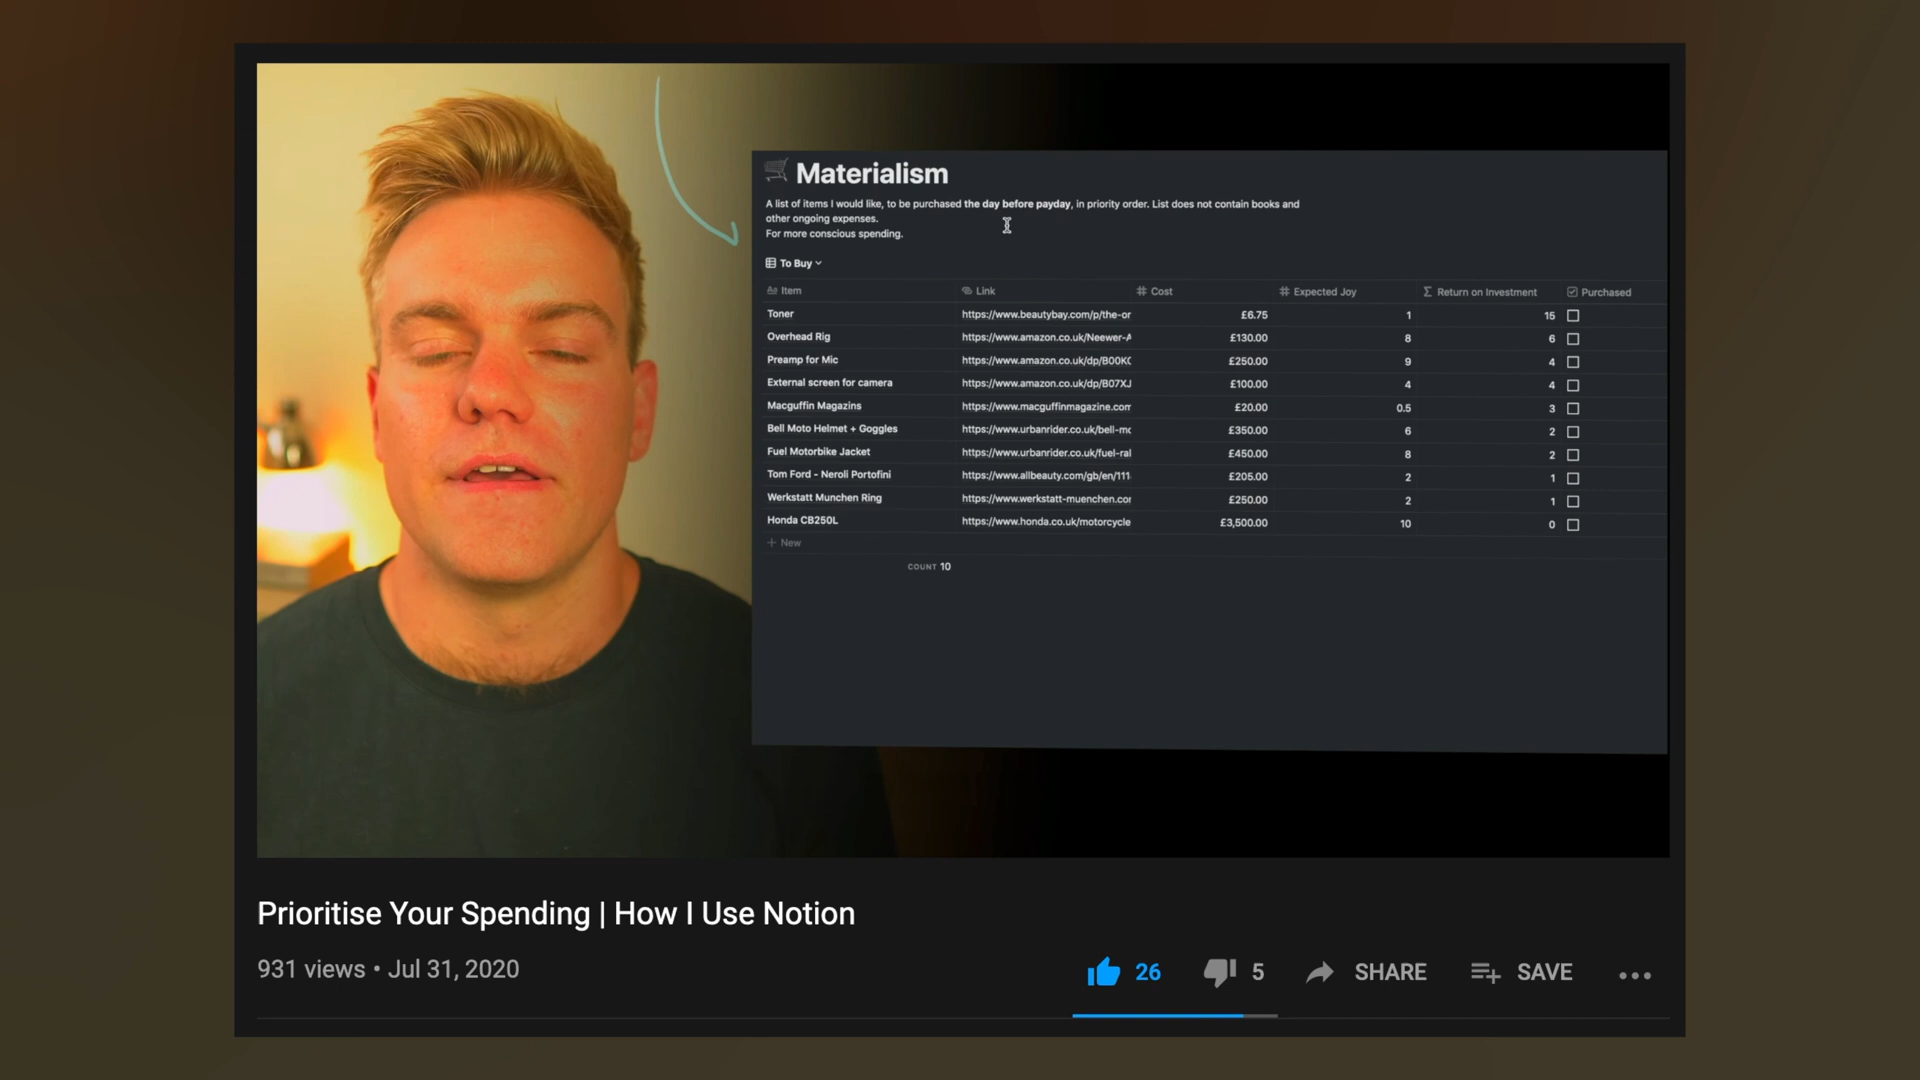 Materialism
A list of items I would like, to be purchased the day before payday, in priority order. List does not contain books and
other ongoing expenses.
For more conscious spending.
To Buy
Item Link Cost Expected Joy Return on Investment Purchased
Toner https://www.beautybay.com/p/the-or £6.75 1 15
Overhead Rig https://www.amazon.co.uk/Neewer-A £130.00 8 6
Preamp for Mic https://www.amazon.co.uk/dp/B00KC £250.00 9 4
External screen for camera https://www.amazon.co.uk/dp/B07XJ £100.00 4 4
Macguffin Magazins https://www.macguffinmagazine.com £20.00 0.5 3
Bell Moto Helmet + Goggles https://www.urbanrider.co.uk/bell-mo £350.00 6 2
Fuel Motorbike Jacket https://www.urbanrider.co.uk/fuel-ral £450.00 8 2
Tom Ford - Neroli Portofini https://www.allbeauty.com/gb/en/111 £205.00 2 1
Werkstatt Munchen Ring https://www.werkstatt-muenchen.cor £250.00 2 1
Honda CB250L https://www.honda.co.uk/motorcycle £3,500.00 10 0
+ New
COUNT 10
Prioritise Your Spending | How I Use Notion
931 views • Jul 31, 2020
26 5 SHARE SAVE